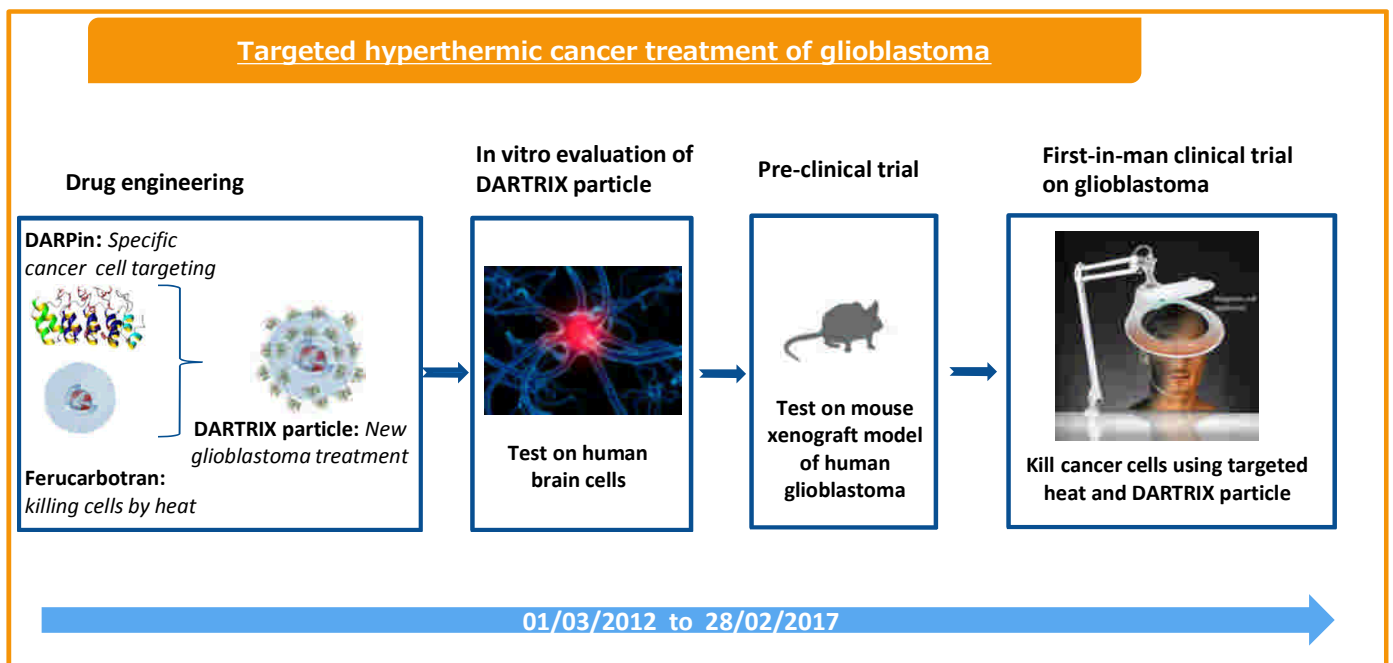 Targeted hyperthermic cancer treatment of glioblastoma
Drug engineering
DARPin: Specific
cancer cell targeting
DARTRIX particle: New
glioblastoma treatment
Ferucarbotran:
killing cells by heat
In vitro evaluation of
DARTRIX particle
Test on human
brain cells
Pre-clinical trial
Test on mouse
xenograft model
of human
glioblastoma
First-in-man clinical trial
on glioblastoma
Kill cancer cells using targeted
heat and DARTRIX particle
01/03/2012 to 28/02/2017